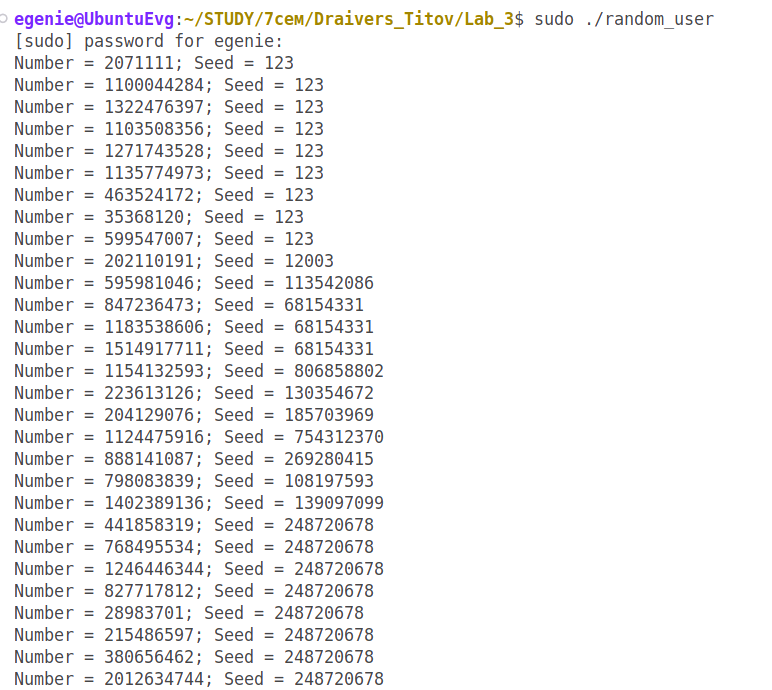 egenie@UbuntuEvg:~/STUDY/7сем/Draivers_Titov/Lab_3$ sudo ./random_user
[sudo] password for egenie:
Number = 2071111; Seed = 123
Number = 1100044284; Seed = 123
Number = 1322476397; Seed = 123
Number = 1103508356; Seed = 123
Number = 1271743528; Seed = 123
Number = 1135774973; Seed = 123
Number = 463524172; Seed = 123
Number = 35368120; Seed = 123
Number = 599547007; Seed = 123
Number = 202110191; Seed = 12003
Number = 595981046; Seed = 113542086
Number = 847236473; Seed = 68154331
Number = 1183538606; Seed = 68154331
Number = 1514917711; Seed = 68154331
Number = 1154132593; Seed = 806858802
Number = 223613126; Seed = 130354672
Number = 204129076; Seed = 185703969
Number = 1124475916; Seed = 754312370
Number = 888141087; Seed = 269280415
Number = 798083839; Seed = 108197593
Number = 1402389136; Seed = 139097099
Number = 441858319; Seed = 248720678
Number = 768495534; Seed = 248720678
Number = 1246446344; Seed = 248720678
Number = 827717812; Seed = 248720678
Number = 28983701; Seed = 248720678
Number = 215486597; Seed = 248720678
Number = 380656462; Seed = 248720678
Number = 2012634744; Seed = 248720678